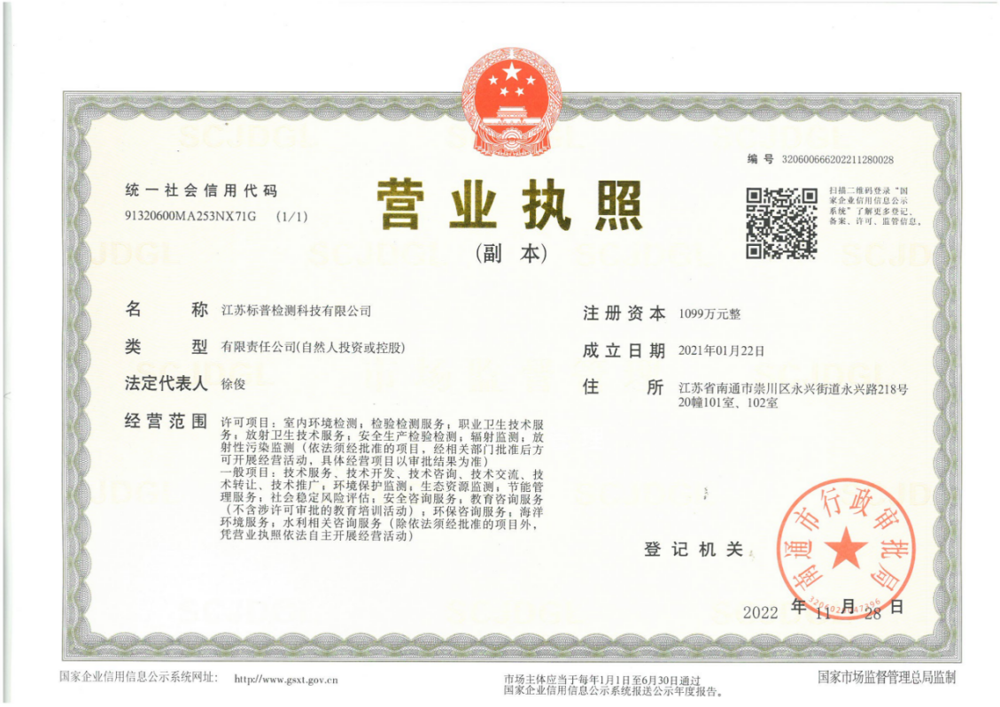 编 号 320600666202211280028
统一社会信用代码
91320600MA253NX71G （1/1）
营业执照
(副 本)
扫描二维码登录“国
家企业信用信息公示
系统”了解更多登记、
备案、许可、监管信息。
名 称 江苏标普检测科技有限公司
类 型 有限责任公司(自然人投资或控股)
法定代表人 徐俊
经营范围 许可项目：室内环境检测；检验检测服务；职业卫生技术服
务；放射卫生技术服务；安全生产检验检测；辐射监测；放
射性污染监测（依法须经批准的项目，经相关部门批准后方
可开展经营活动，具体经营项目以审批结果为准）
一般项目：技术服务、技术开发、技术咨询、技术交流、技
术转让、技术推广；环境保护监测；生态资源监测；节能管
理服务；社会稳定风险评估；安全咨询服务；教育咨询服务
（不含涉许可审批的教育培训活动）；环保咨询服务；海洋
环境服务；水利相关咨询服务（除依法须经批准的项目外，
凭营业执照依法自主开展经营活动）
注册资本 1099万元整
成立日期 2021年01月22日
住 所 江苏省南通市崇川区永兴街道永兴路218号
20幢101室、102室
登记机关
南通市行政审批局
2022 年 11 月 28 日
国家企业信用信息公示系统网址： http://www.gsxt.gov.cn
市场主体应当于每年1月1日至6月30日通过
国家企业信用信息公示系统报送公示年度报告。
国家市场监督管理总局监制